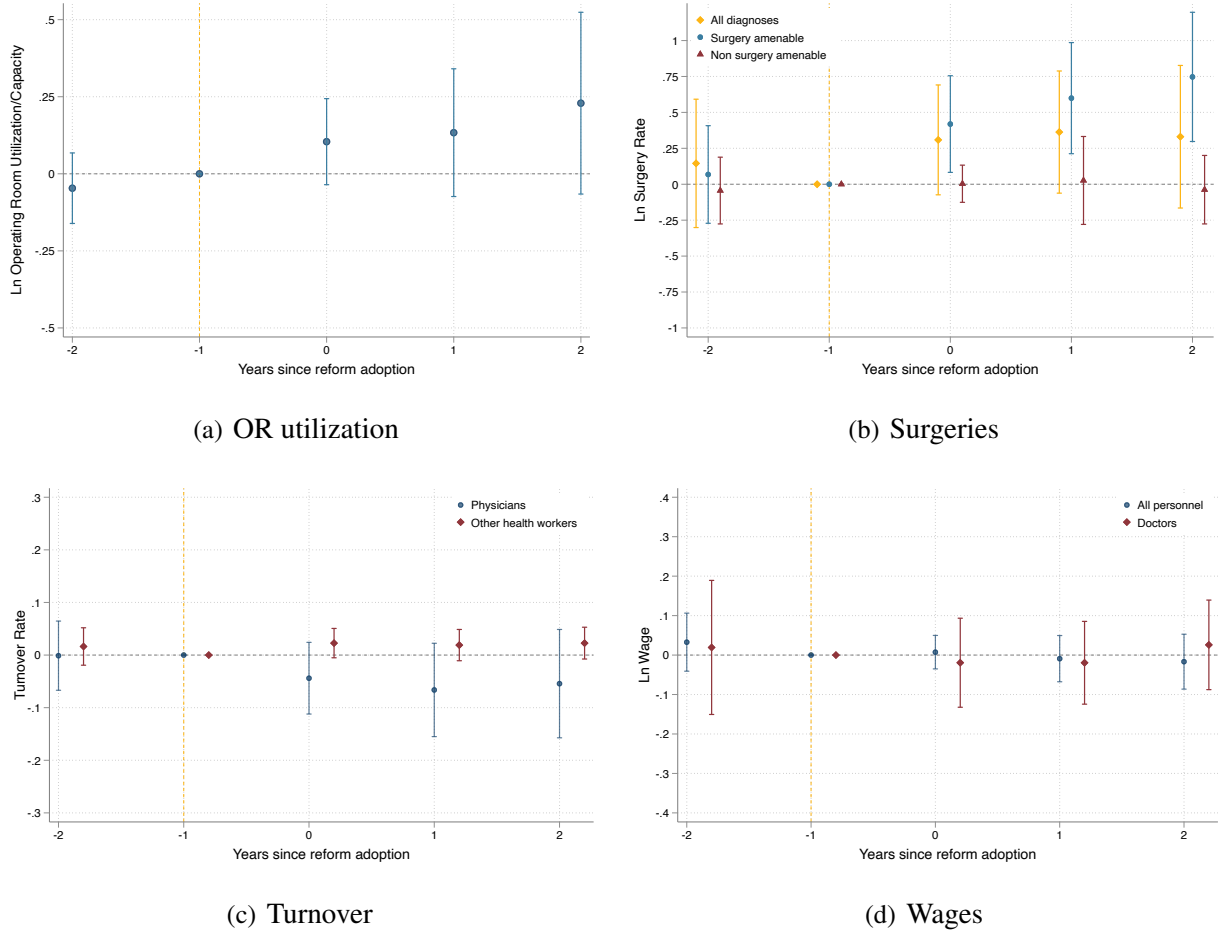 Ln Operating Room Utilization/Capacity
.5
.25
0
-.25
-.5
-2
-1
0
1
2
Years since reform adoption
(a) OR utilization
All diagnoses
Surgery amenable
Non surgery amenable
Ln Surgery Rate
1
.75
.5
.25
0
-.25
-.5
-.75
-1
-2
-1
0
1
2
Years since reform adoption
(b) Surgeries
Physicians
Other health workers
Turnover Rate
.3
.2
.1
0
-.1
-.2
-.3
-2
-1
0
1
2
Years since reform adoption
(c) Turnover
All personnel
Doctors
Ln Wage
.4
.3
.2
.1
0
-.1
-.2
-.3
-.4
-2
-1
0
1
2
Years since reform adoption
(d) Wages